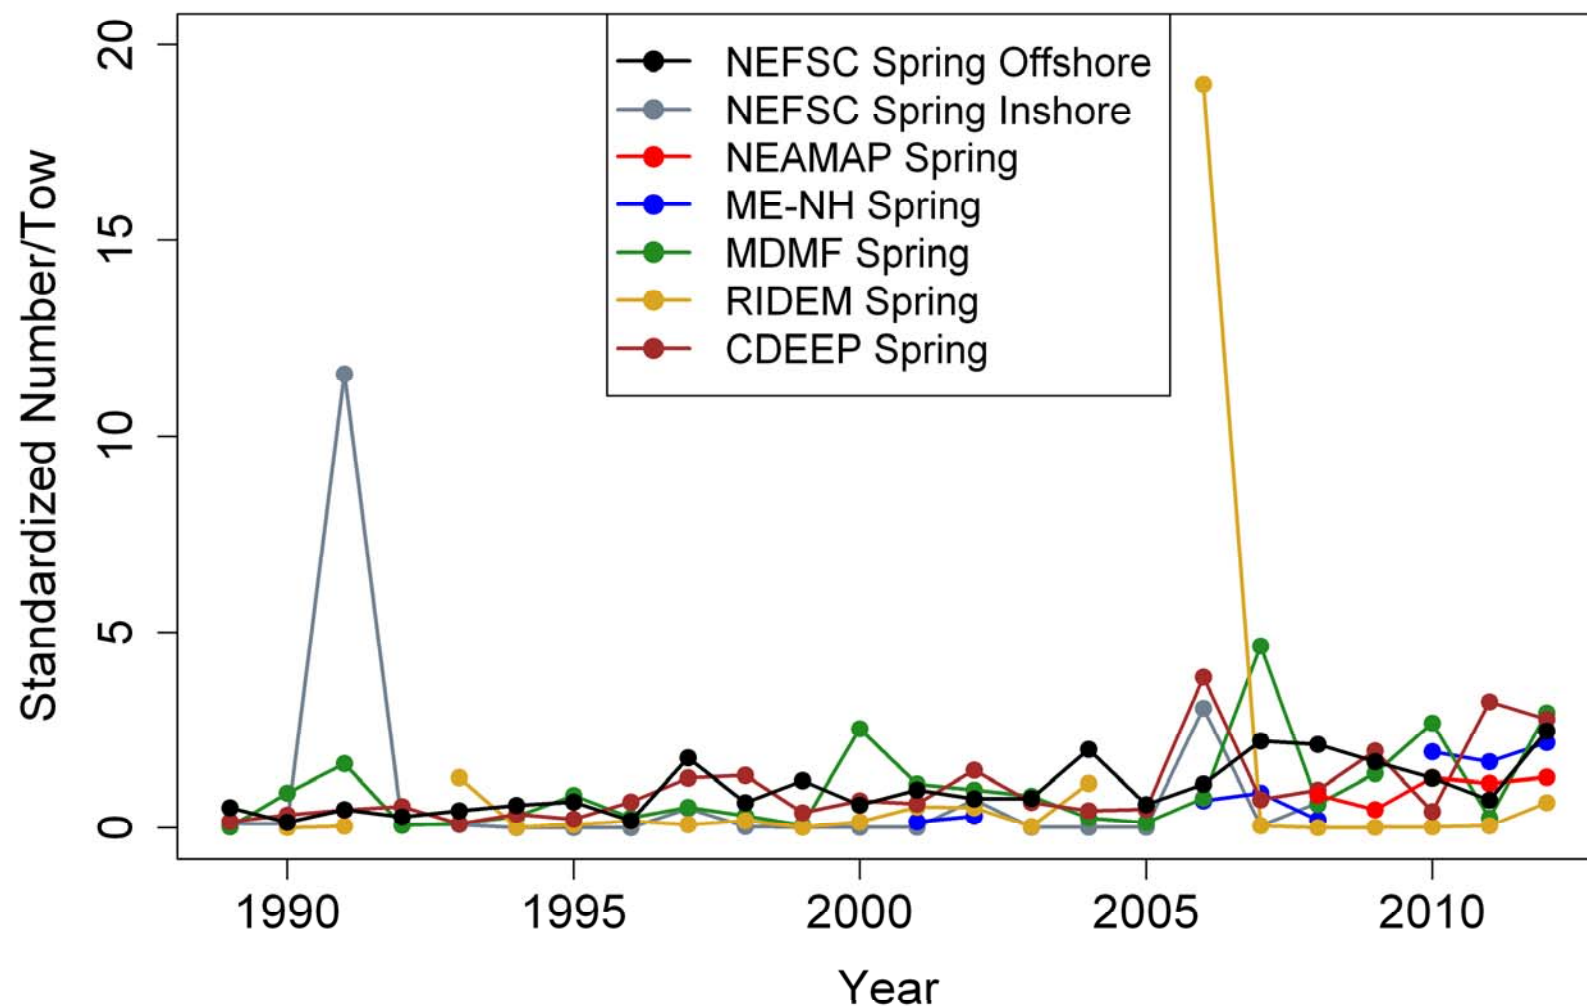 Standardized Number/Tow
20
15
10
5
0
NEFSC Spring Offshore
NEFSC Spring Inshore
NEAMAP Spring
ME-NH Spring
MDMF Spring
RIDEM Spring
CDEEP Spring
1990 1995 2000 2005 2010
Year